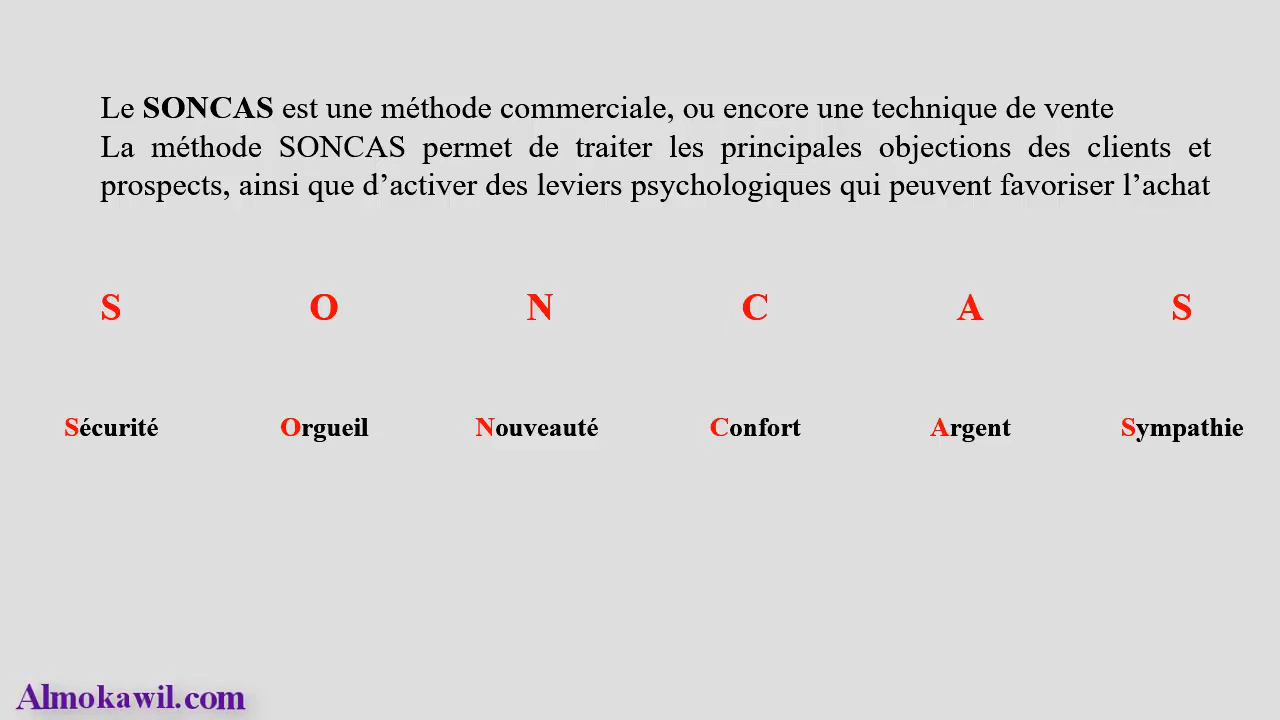 Le SONCAS est une méthode commerciale, ou encore une technique de vente
La méthode SONCAS permet de traiter les principales objections des clients et
prospects, ainsi que d’activer des leviers psychologiques qui peuvent favoriser l’achat
S O N C A S
Sécurité Orgueil Nouveauté Confort Argent Sympathie
Almokawil.com